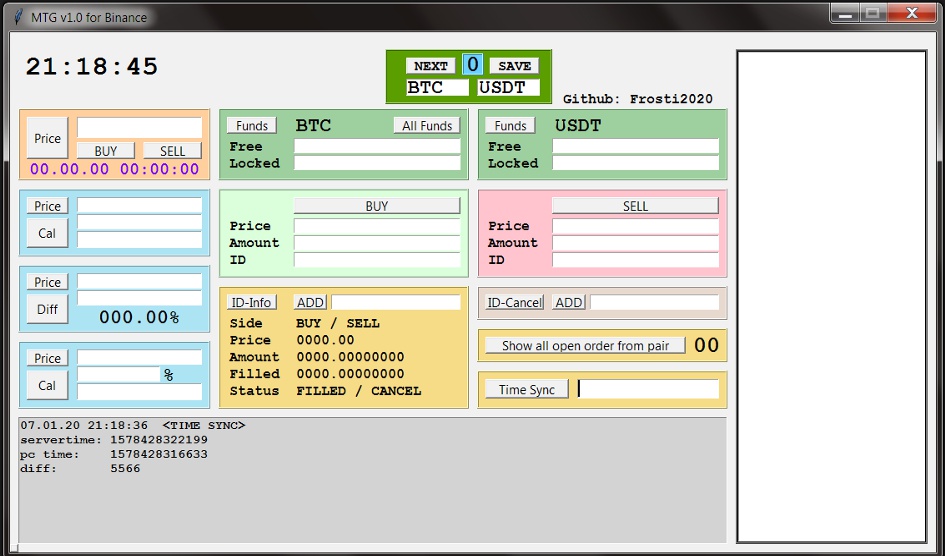 MTG v1.0 for Binance
21:18:45
NEXT 0 SAVE
BTC USDT
Github: Frosti2020
Price
BUY SELL
00.00.00 00:00:00
Funds BTC All Funds
Free
Locked
Funds USDT
Free
Locked
Price
Cal
BUY
Price
Amount
ID
SELL
Price
Amount
ID
Price
Diff
000.00%
ID-Info ADD
Side BUY / SELL
Price 0000.00
Amount 0000.00000000
Filled 0000.00000000
Status FILLED / CANCEL
ID-Cancel ADD
Show all open order from pair 00
Time Sync
Price
%
Cal
07.01.20 21:18:36 <TIME SYNC>
servertime: 1578428322199
pc time: 1578428316633
diff: 5566